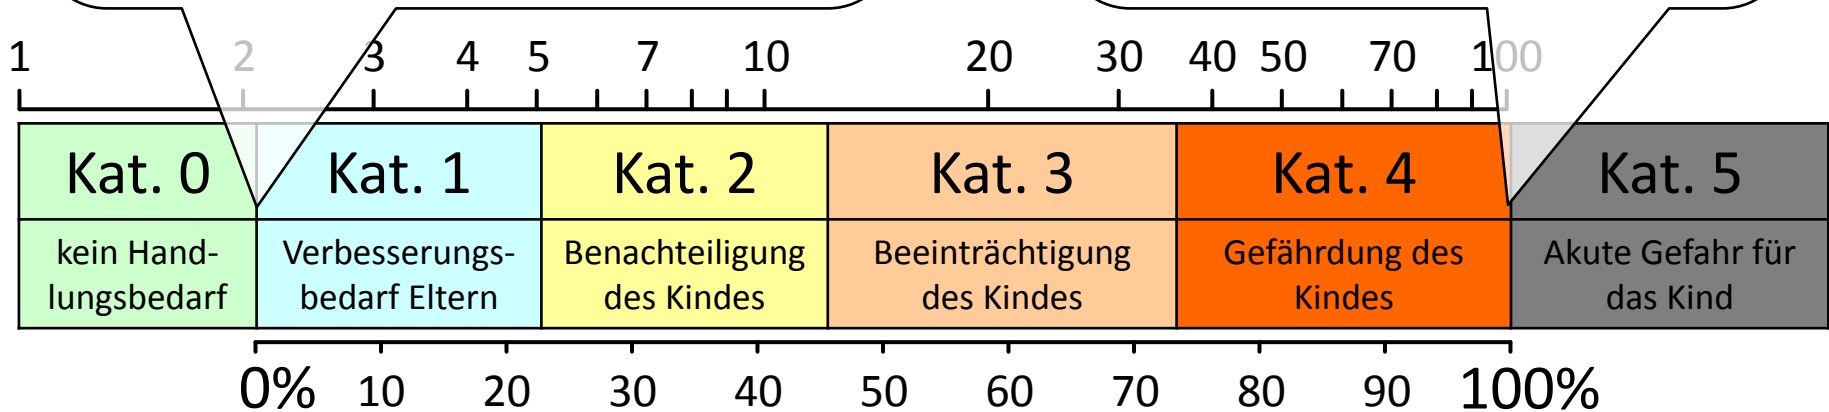 1 2 3 4 5 7 10 20 30 40 50 70 100
Kat. 0 Kat. 1 Kat. 2 Kat. 3 Kat. 4 Kat. 5
kein Hand-
lungsbedarf
Verbesserungs-
bedarf Eltern
Benachteiligung
des Kindes
Beeinträchtigung
des Kindes
Gefährdung des
Kindes
Akute Gefahr für
das Kind
0% 10 20 30 40 50 60 70 80 90 100%